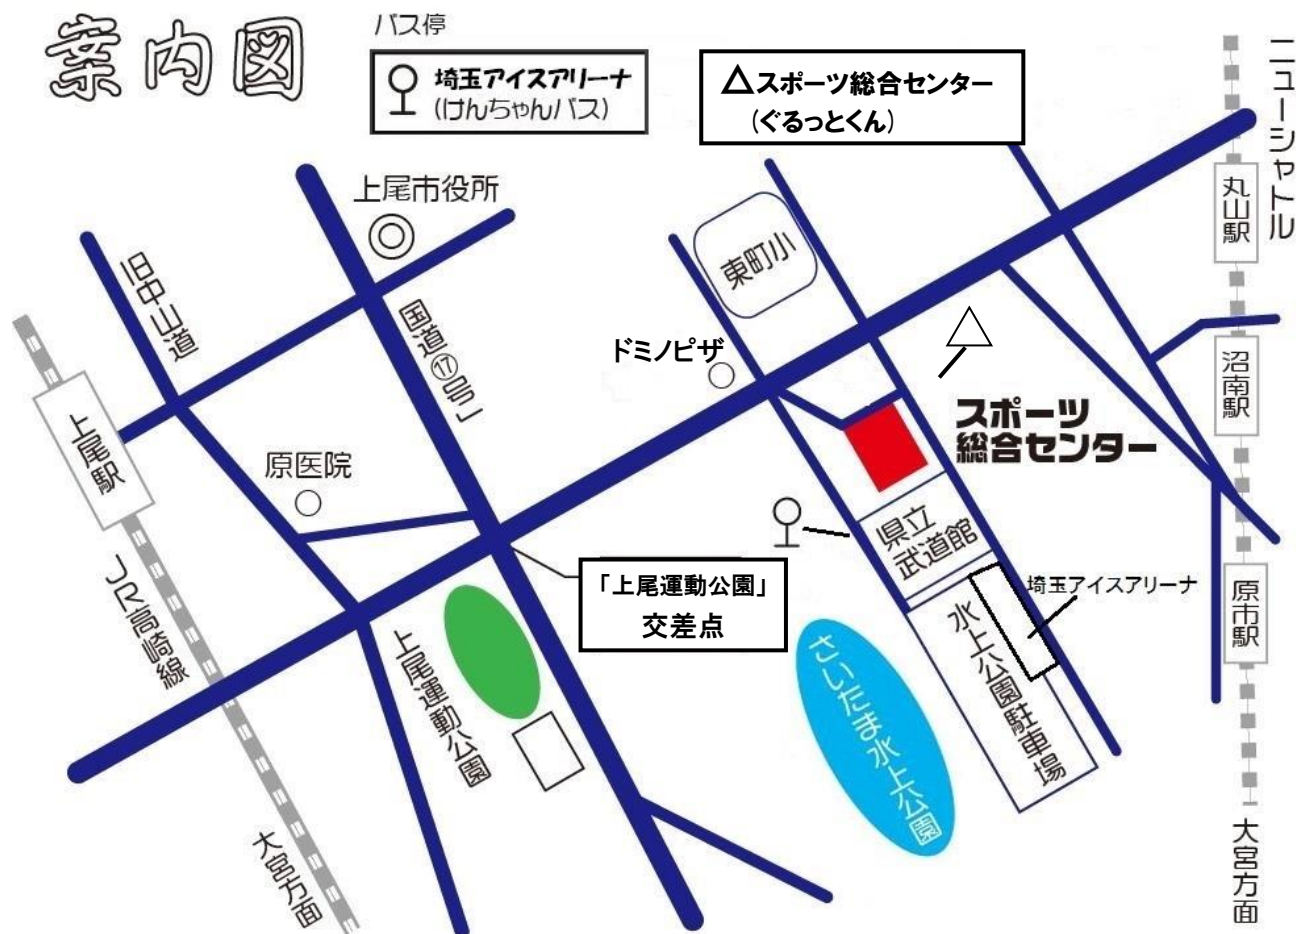 案内図
バス停
埼玉アイスアリーナ
(けんちゃんバス)
△スポーツ総合センター
(ぐるっとくん)
ニューシャトル
丸山駅
上尾市役所
東町小
旧中山道
国道⑰号」
ドミノピザ
沼南駅
スポーツ
総合センター
上尾駅
原医院
県立
武道館
「上尾運動公園」
交差点
埼玉アイスアリーナ
原市駅
JR高崎線
上尾運動公園
さいたま水上公園
水上公園駐車場
大宮方面
大宮方面